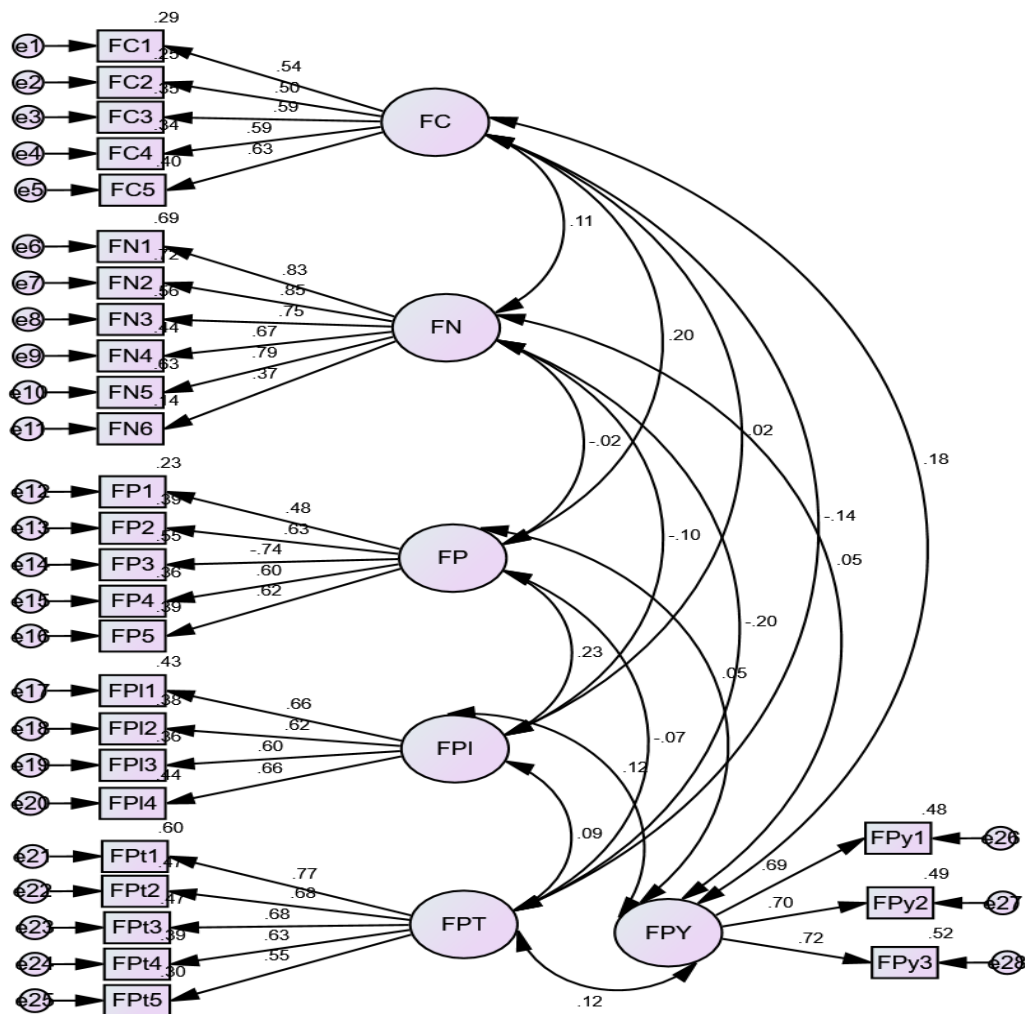 .29
e1 FC1
.25
e2 FC2
.35
e3 FC3
.34
e4 FC4
.40
e5 FC5
.54
.50
.59
.59
.63
FC
.69
e6 FN1
.72
e7 FN2
.56
e8 FN3
.44
e9 FN4
.63
e10 FN5
.14
e11 FN6
.83
.85
.75
.67
.79
.37
FN
.23
e12 FP1
.39
e13 FP2
.55
e14 FP3
.36
e15 FP4
.39
e16 FP5
.48
.63
-.74
.60
.62
FP
.43
e17 FPI1
.38
e18 FPI2
.36
e19 FPI3
.44
e20 FPI4
.66
.62
.60
.66
FPI
.60
e21 FPt1
.47
e22 FPt2
.47
e23 FPt3
.39
e24 FPt4
.30
e25 FPt5
.77
.68
.68
.63
.55
FPT
.11
.20
.02
-.14
.18
-.02
-.10
-.20
.05
.23
-.07
.05
.09
.12
.12
FPY
.69
.70
.72
.48
FPy1 e26
.49
FPy2 e27
.52
FPy3 e28